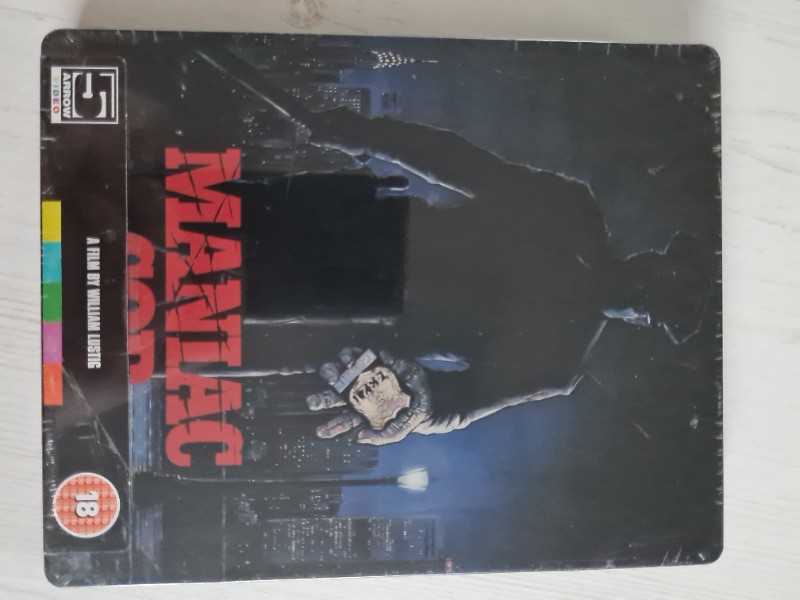 MANIAC
COP
ARROW
VIDEO
A FILM BY WILLIAM LUSTIG
18